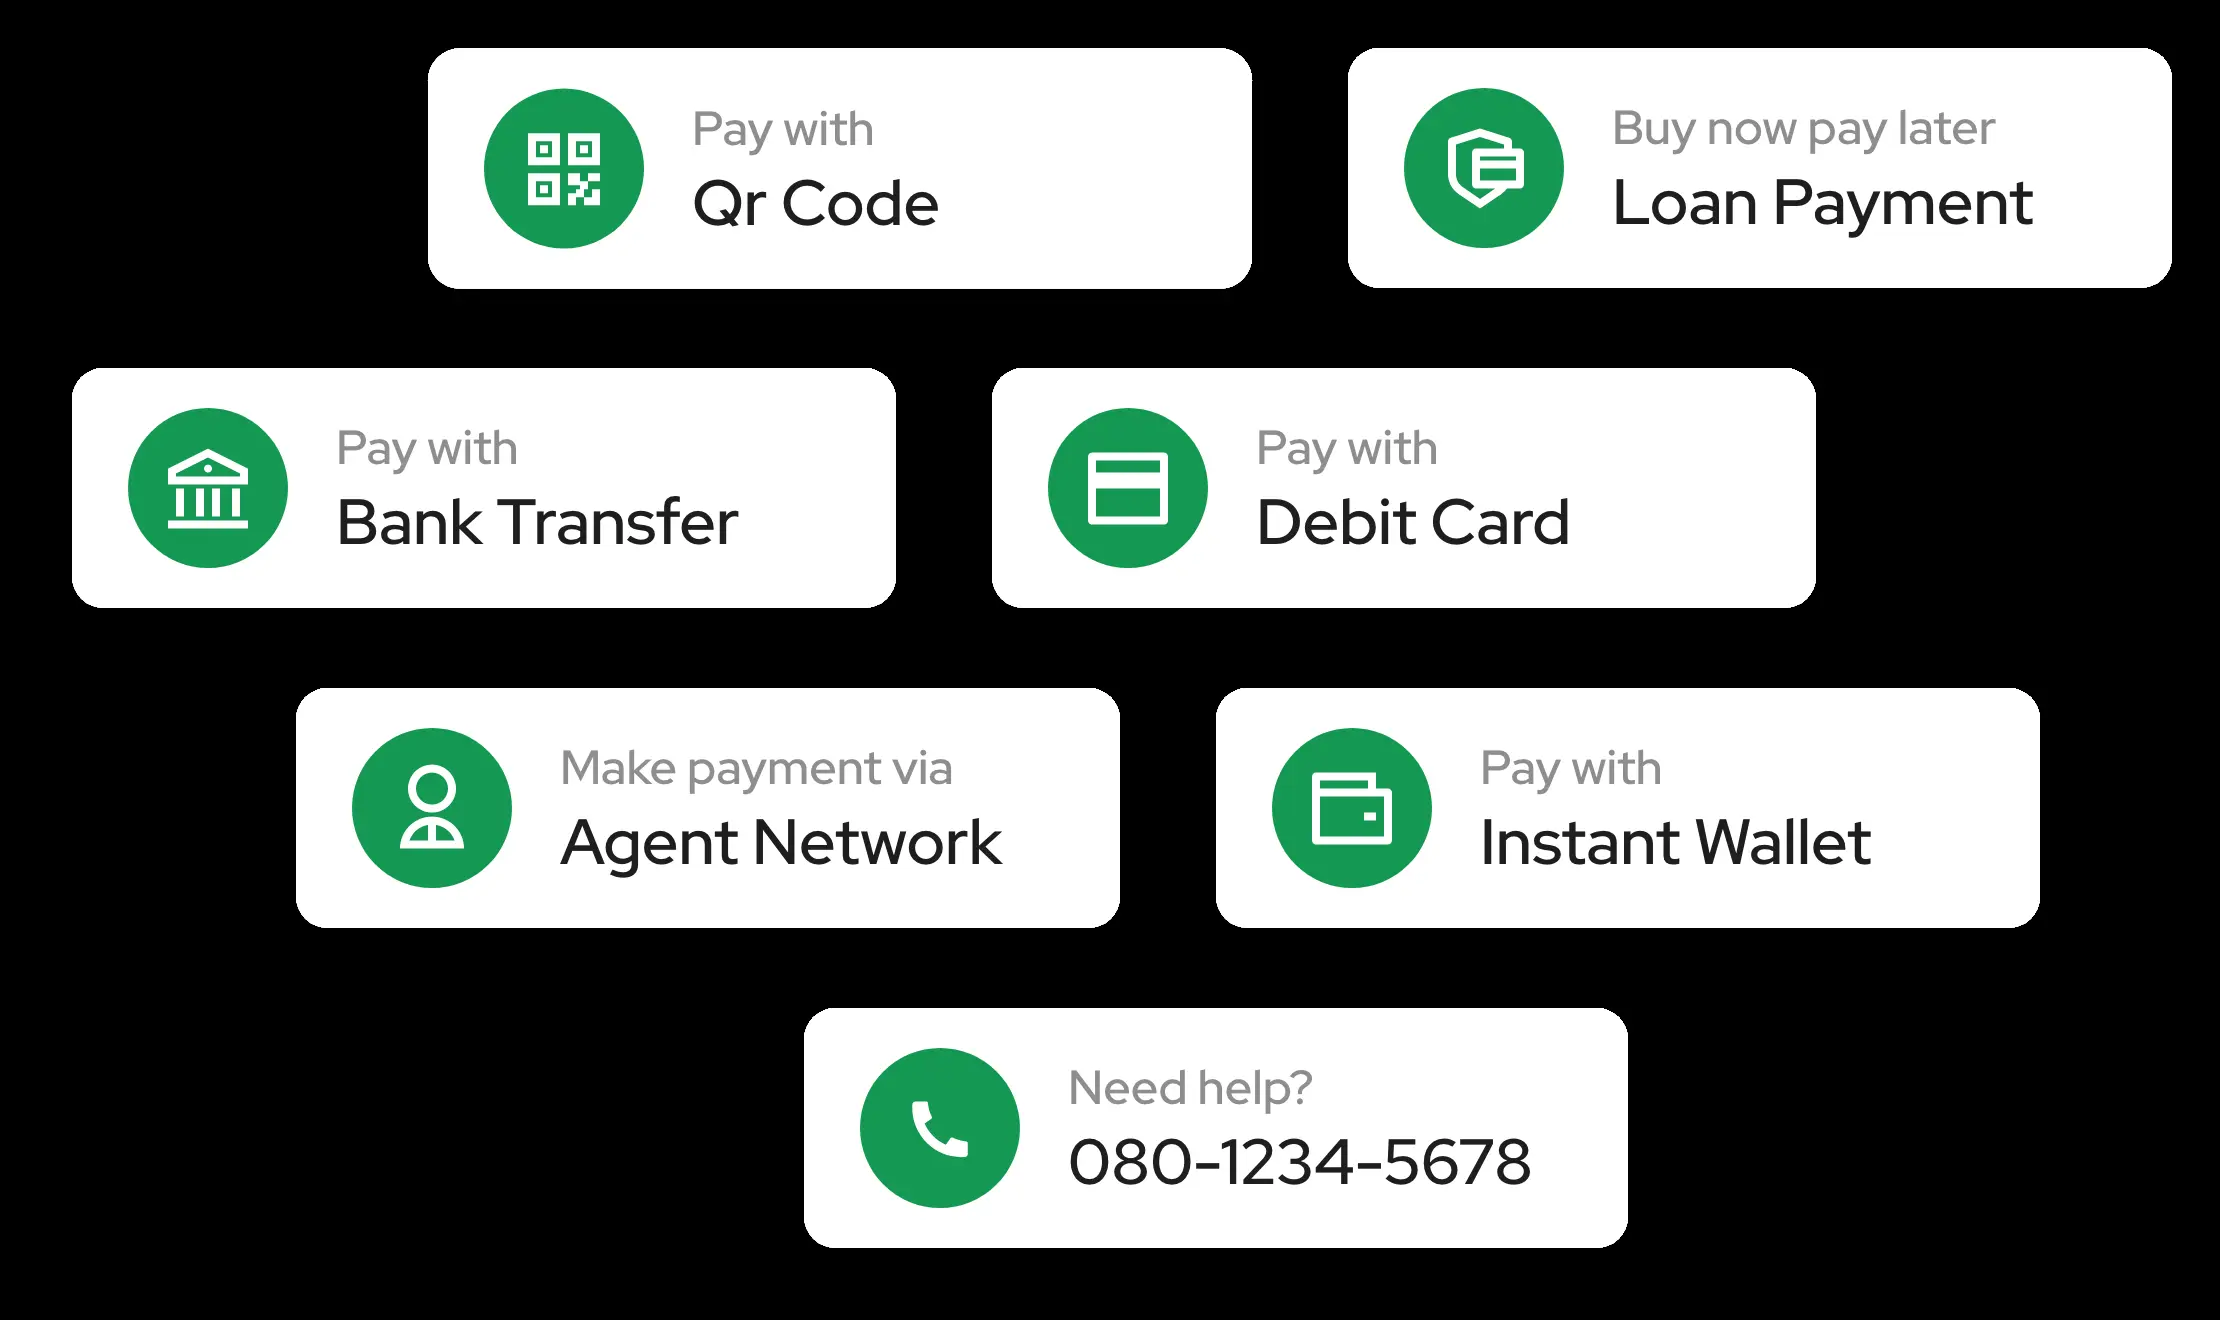 Pay with
Qr Code
Buy now pay later
Loan Payment
Pay with
Bank Transfer
Pay with
Debit Card
Make payment via
Agent Network
Pay with
Instant Wallet
Need help?
080-1234-5678